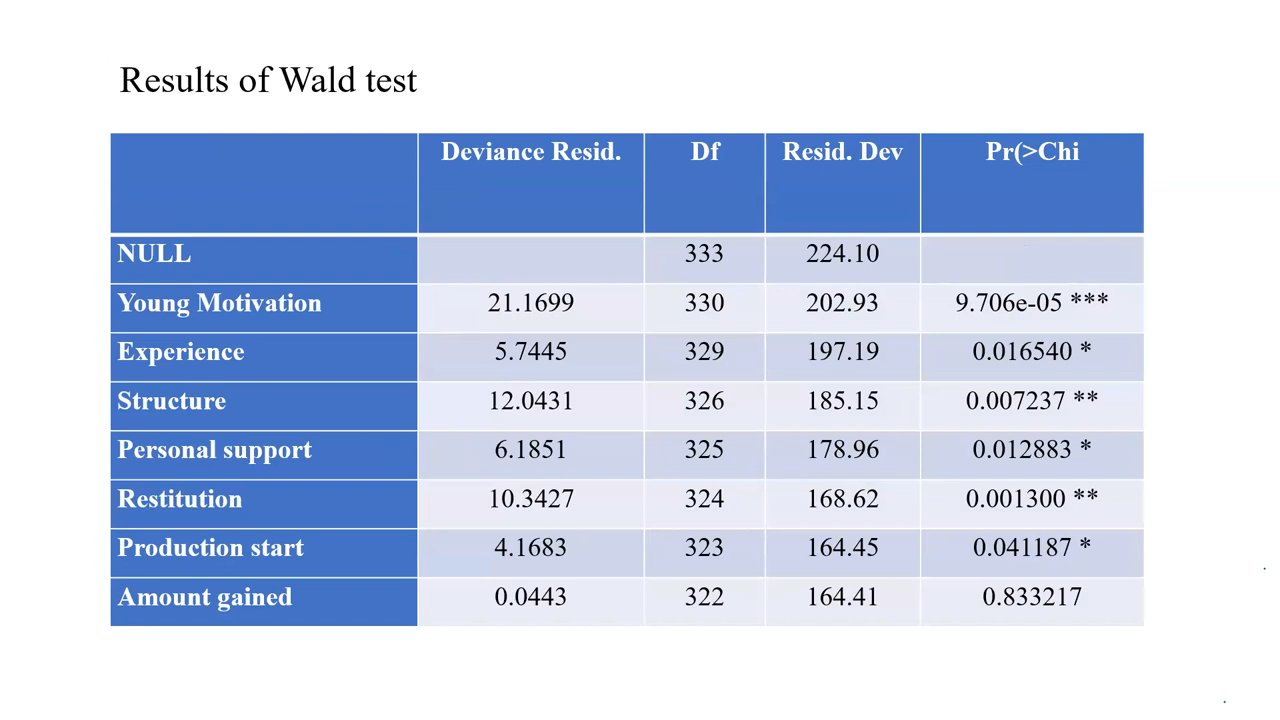 Results of Wald test
Deviance Resid. Df Resid. Dev Pr(>Chi
NULL 333 224.10
Young Motivation 21.1699 330 202.93 9.706e-05 ***
Experience 5.7445 329 197.19 0.016540 *
Structure 12.0431 326 185.15 0.007237 **
Personal support 6.1851 325 178.96 0.012883 *
Restitution 10.3427 324 168.62 0.001300 **
Production start 4.1683 323 164.45 0.041187 *
Amount gained 0.0443 322 164.41 0.833217